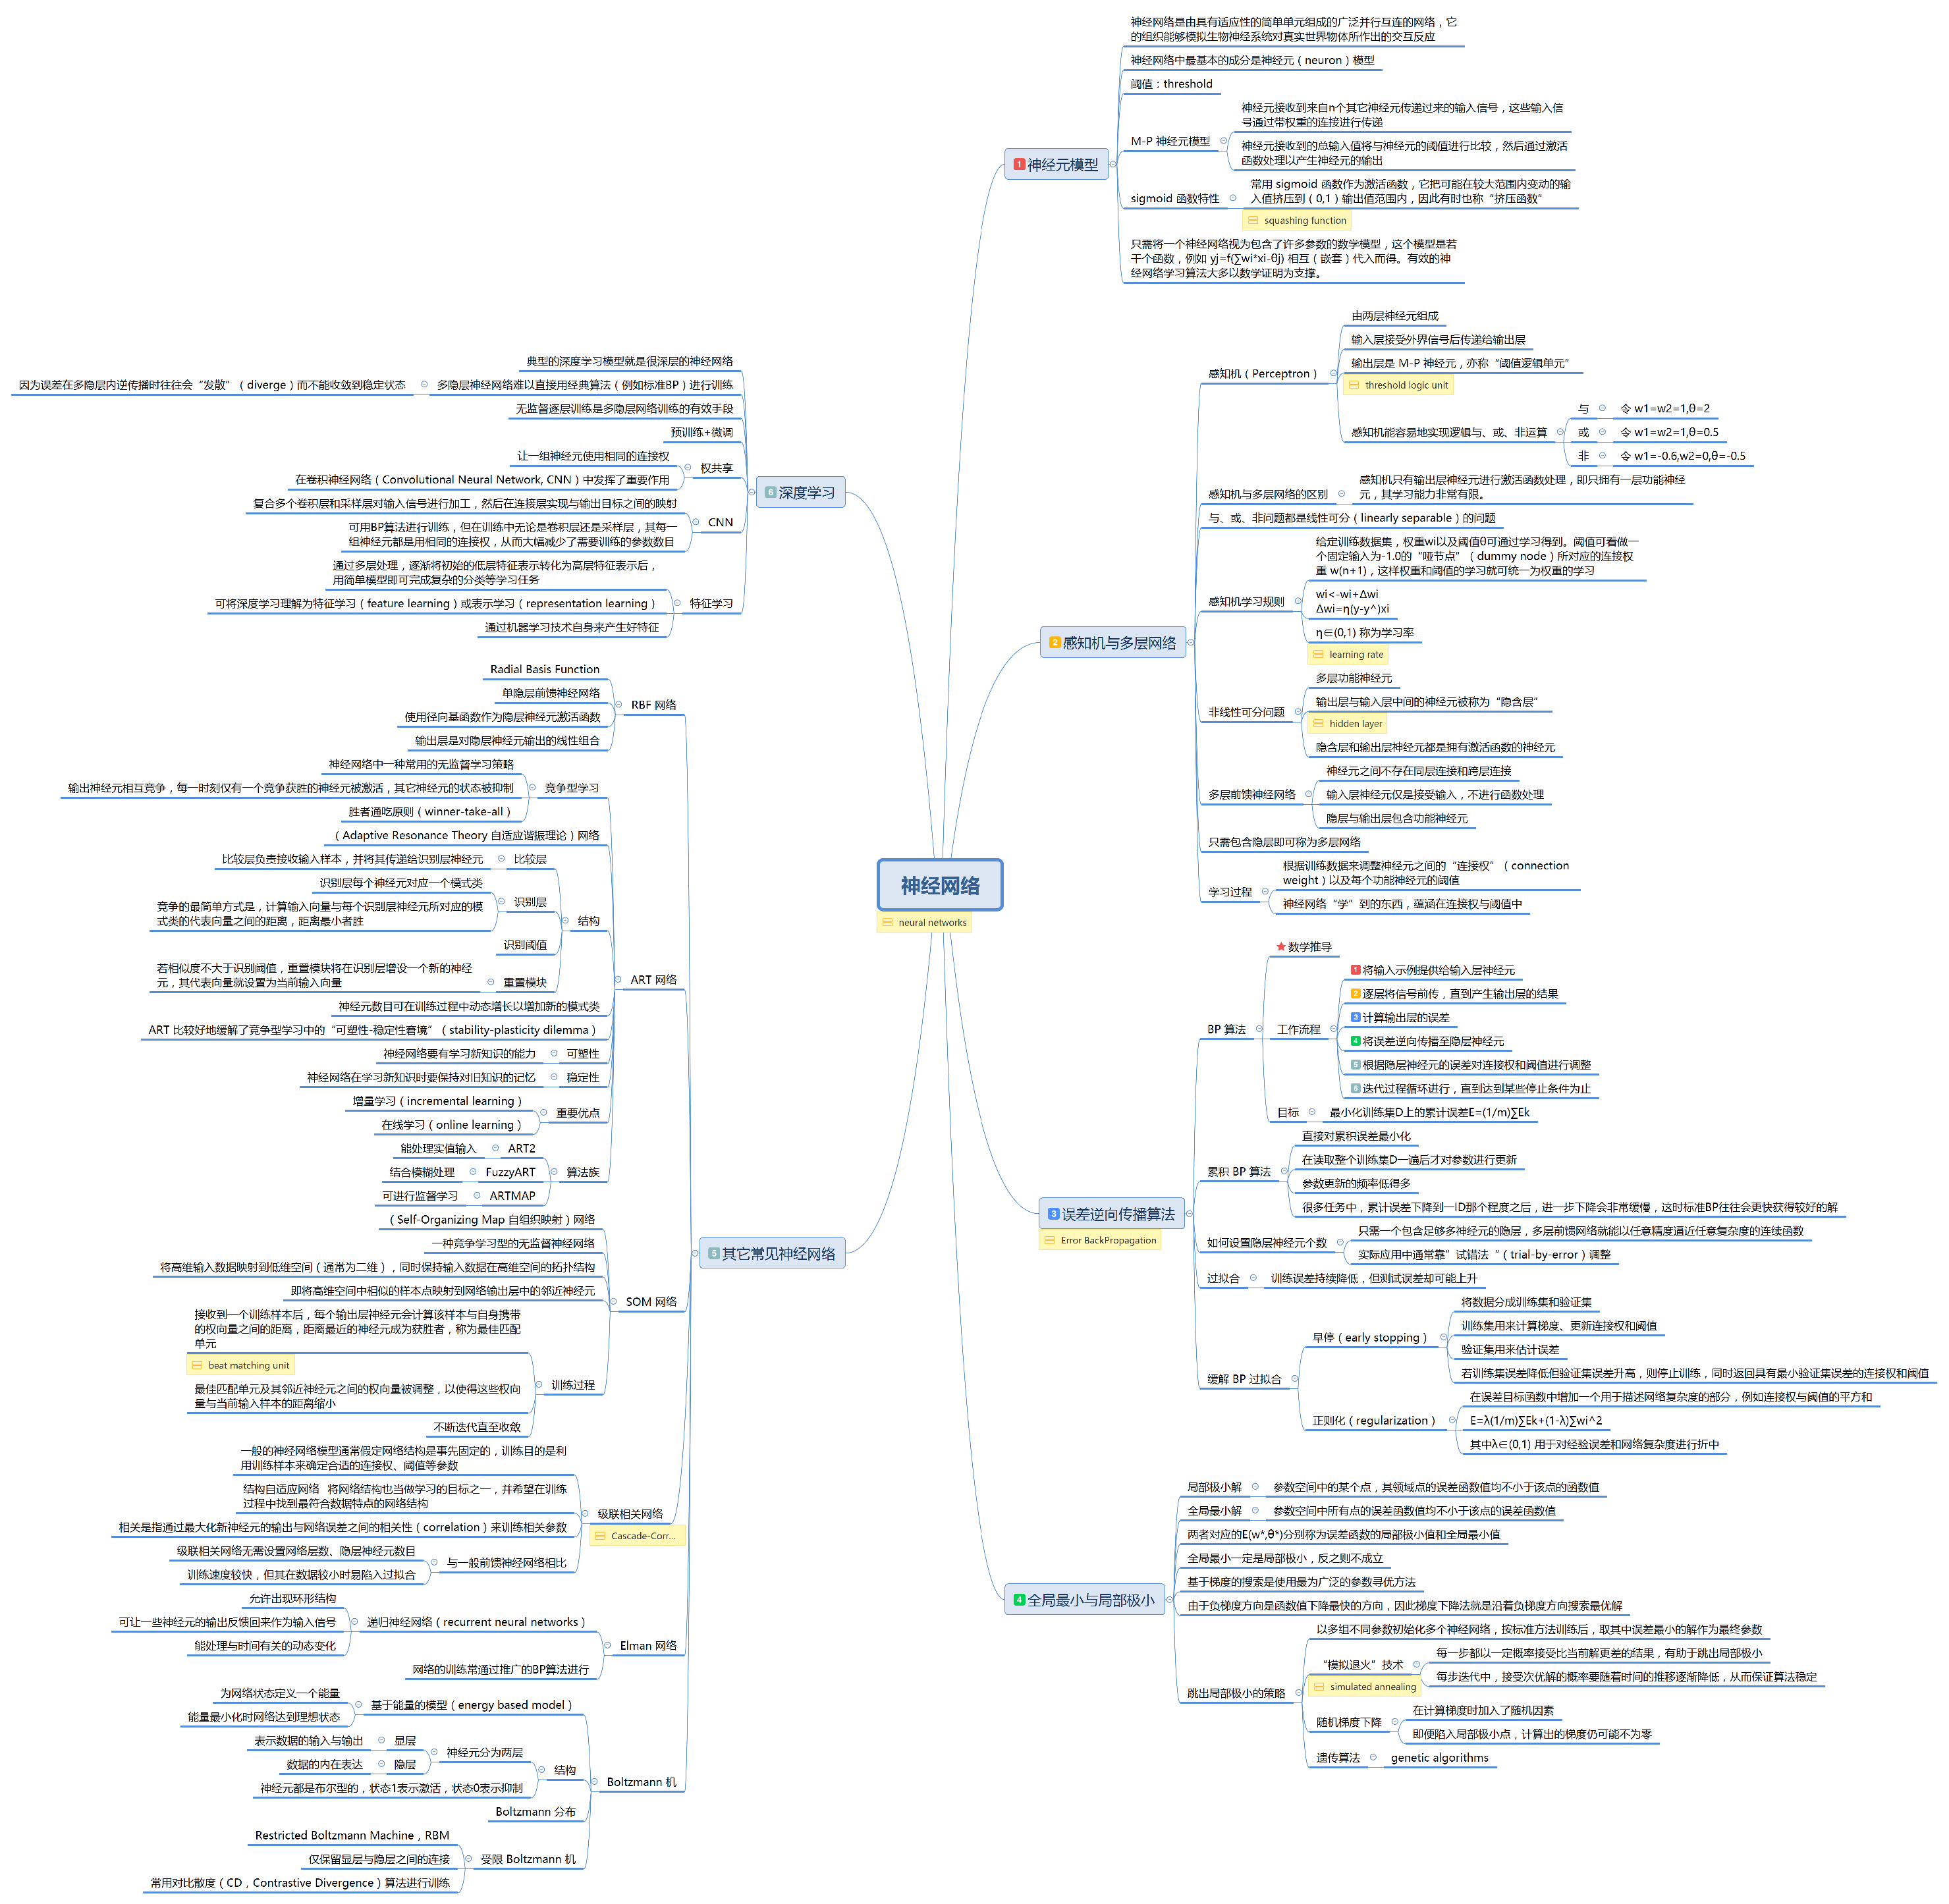 神经网络
neural networks
1 神经元模型
神经网络是由具有适应性的简单单元组成的广泛并行互连的网络，它
的组织能够模拟生物神经系统对真实世界物体所作出的交互反应
神经网络中最基本的成分是神经元（neuron）模型
阈值：threshold
M-P 神经元模型
神经元接收到来自n个其它神经元传递过来的输入信号，这些输入信
号通过带权重的连接进行传递
神经元接收到的总输入值将与神经元的阈值进行比较，然后通过激活
函数处理以产生神经元的输出
sigmoid 函数特性
常用 sigmoid 函数作为激活函数，它把可能在较大范围内变动的输
入值挤压到（0,1）输出值范围内，因此有时也称“挤压函数”
squashing function
只需将一个神经网络视为包含了许多参数的数学模型，这个模型是若
干个函数，例如 yj=f(∑wi*xi-θj) 相互（嵌套）代入而得。有效的神
经网络学习算法大多以数学证明为支撑。
2 感知机与多层网络
感知机（Perceptron）
由两层神经元组成
输入层接受外界信号后传递给输出层
输出层是 M-P 神经元，亦称“阈值逻辑单元”
threshold logic unit
感知机能容易地实现逻辑与、或、非运算
与
令 w1=w2=1,θ=2
或
令 w1=w2=1,θ=0.5
非
令 w1=-0.6,w2=0,θ=-0.5
感知机与多层网络的区别
感知机只有输出层神经元进行激活函数处理，即只拥有一层功能神经
元，其学习能力非常有限。
与、或、非问题都是线性可分（linearly separable）的问题
感知机学习规则
给定训练数据集，权重wi以及阈值θ可通过学习得到。阈值可看做一
个固定输入为-1.0的“哑节点”（dummy node）所对应的连接权
重 w(n+1)，这样权重和阈值的学习就可统一为权重的学习
wi<-wi+Δwi
Δwi=η(y-y^)xi
η∈(0,1) 称为学习率
learning rate
非线性可分问题
多层功能神经元
输出层与输入层中间的神经元被称为“隐含层”
hidden layer
隐含层和输出层神经元都是拥有激活函数的神经元
多层前馈神经网络
神经元之间不存在同层连接和跨层连接
输入层神经元仅是接受输入，不进行函数处理
隐层与输出层包含功能神经元
只需包含隐层即可称为多层网络
学习过程
根据训练数据来调整神经元之间的“连接权”（connection
weight）以及每个功能神经元的阈值
神经网络“学”到的东西，蕴涵在连接权与阈值中
3 误差逆向传播算法
Error BackPropagation
BP 算法
数学推导
工作流程
1 将输入示例提供给输入层神经元
2 逐层将信号前传，直到产生输出层的结果
3 计算输出层的误差
4 将误差逆向传播至隐层神经元
5 根据隐层神经元的误差对连接权和阈值进行调整
6 迭代过程循环进行，直到达到某些停止条件为止
目标
最小化训练集D上的累计误差E=(1/m)∑Ek
累积 BP 算法
直接对累积误差最小化
在读取整个训练集D一遍后才对参数进行更新
参数更新的频率低得多
很多任务中，累计误差下降到一ID那个程度之后，进一步下降会非常缓慢，这时标准BP往往会更快获得较好的解
如何设置隐层神经元个数
只需一个包含足够多神经元的隐层，多层前馈网络就能以任意精度逼近任意复杂度的连续函数
实际应用中通常靠”试错法“（trial-by-error）调整
过拟合
训练误差持续降低，但测试误差却可能上升
缓解 BP 过拟合
早停（early stopping）
将数据分成训练集和验证集
训练集用来计算梯度、更新连接权和阈值
验证集用来估计误差
若训练集误差降低但验证集误差升高，则停止训练，同时返回具有最小验证集误差的连接权和阈值
正则化（regularization）
在误差目标函数中增加一个用于描述网络复杂度的部分，例如连接权与阈值的平方和
E=λ(1/m)∑Ek+(1-λ)∑wi^2
其中λ∈(0,1) 用于对经验误差和网络复杂度进行折中
4 全局最小与局部极小
局部极小解
参数空间中的某个点，其领域点的误差函数值均不小于该点的函数值
全局最小解
参数空间中所有点的误差函数值均不小于该点的误差函数值
两者对应的E(w*,θ*)分别称为误差函数的局部极小值和全局最小值
全局最小一定是局部极小，反之则不成立
基于梯度的搜索是使用最为广泛的参数寻优方法
由于负梯度方向是函数值下降最快的方向，因此梯度下降法就是沿着负梯度方向搜索最优解
跳出局部极小的策略
以多组不同参数初始化多个神经网络，按标准方法训练后，取其中误差最小的解作为最终参数
“模拟退火”技术
simulated annealing
每一步都以一定概率接受比当前解更差的结果，有助于跳出局部极小
每步迭代中，接受次优解的概率要随着时间的推移逐渐降低，从而保证算法稳定
随机梯度下降
在计算梯度时加入了随机因素
即便陷入局部极小点，计算出的梯度仍可能不为零
遗传算法
genetic algorithms
5 其它常见神经网络
RBF 网络
Radial Basis Function
单隐层前馈神经网络
使用径向基函数作为隐层神经元激活函数
输出层是对隐层神经元输出的线性组合
ART 网络
竞争型学习
神经网络中一种常用的无监督学习策略
输出神经元相互竞争，每一时刻仅有一个竞争获胜的神经元被激活，其它神经元的状态被抑制
胜者通吃原则（winner-take-all）
（Adaptive Resonance Theory 自适应谐振理论）网络
结构
比较层
比较层负责接收输入样本，并将其传递给识别层神经元
识别层
识别层每个神经元对应一个模式类
竞争的最简单方式是，计算输入向量与每个识别层神经元所对应的模
式类的代表向量之间的距离，距离最小者胜
识别阈值
重置模块
若相似度不大于识别阈值，重置模块将在识别层增设一个新的神经
元，其代表向量就设置为当前输入向量
神经元数目可在训练过程中动态增长以增加新的模式类
ART 比较好地缓解了竞争型学习中的“可塑性-稳定性窘境”（stability-plasticity dilemma）
可塑性
神经网络要有学习新知识的能力
稳定性
神经网络在学习新知识时要保持对旧知识的记忆
重要优点
增量学习（incremental learning）
在线学习（online learning）
算法族
ART2
能处理实值输入
FuzzyART
结合模糊处理
ARTMAP
可进行监督学习
SOM 网络
（Self-Organizing Map 自组织映射）网络
一种竞争学习型的无监督神经网络
将高维输入数据映射到低维空间（通常为二维），同时保持输入数据在高维空间的拓扑结构
即将高维空间中相似的样本点映射到网络输出层中的邻近神经元
训练过程
接收到一个训练样本后，每个输出层神经元会计算该样本与自身携带
的权向量之间的距离，距离最近的神经元成为获胜者，称为最佳匹配
单元
beat matching unit
最佳匹配单元及其邻近神经元之间的权向量被调整，以使得这些权向
量与当前输入样本的距离缩小
不断迭代直至收敛
级联相关网络
Cascade-Corr...
一般的神经网络模型通常假定网络结构是事先固定的，训练目的是利
用训练样本来确定合适的连接权、阈值等参数
结构自适应网络 将网络结构也当做学习的目标之一，并希望在训练
过程中找到最符合数据特点的网络结构
相关是指通过最大化新神经元的输出与网络误差之间的相关性（correlation）来训练相关参数
与一般前馈神经网络相比
级联相关网络无需设置网络层数、隐层神经元数目
训练速度较快，但其在数据较小时易陷入过拟合
Elman 网络
递归神经网络（recurrent neural networks）
允许出现环形结构
可让一些神经元的输出反馈回来作为输入信号
能处理与时间有关的动态变化
网络的训练常通过推广的BP算法进行
Boltzmann 机
基于能量的模型（energy based model）
为网络状态定义一个能量
能量最小化时网络达到理想状态
结构
神经元分为两层
显层
表示数据的输入与输出
隐层
数据的内在表达
神经元都是布尔型的，状态1表示激活，状态0表示抑制
Boltzmann 分布
受限 Boltzmann 机
Restricted Boltzmann Machine，RBM
仅保留显层与隐层之间的连接
常用对比散度（CD，Contrastive Divergence）算法进行训练
6 深度学习
典型的深度学习模型就是很深层的神经网络
多隐层神经网络难以直接用经典算法（例如标准BP）进行训练
因为误差在多隐层内逆传播时往往会“发散”（diverge）而不能收敛到稳定状态
无监督逐层训练是多隐层网络训练的有效手段
预训练+微调
权共享
让一组神经元使用相同的连接权
在卷积神经网络（Convolutional Neural Network, CNN）中发挥了重要作用
CNN
复合多个卷积层和采样层对输入信号进行加工，然后在连接层实现与输出目标之间的映射
可用BP算法进行训练，但在训练中无论是卷积层还是采样层，其每一
组神经元都是用相同的连接权，从而大幅减少了需要训练的参数数目
特征学习
通过多层处理，逐渐将初始的低层特征表示转化为高层特征表示后，
用简单模型即可完成复杂的分类等学习任务
可将深度学习理解为特征学习（feature learning）或表示学习（representation learning）
通过机器学习技术自身来产生好特征